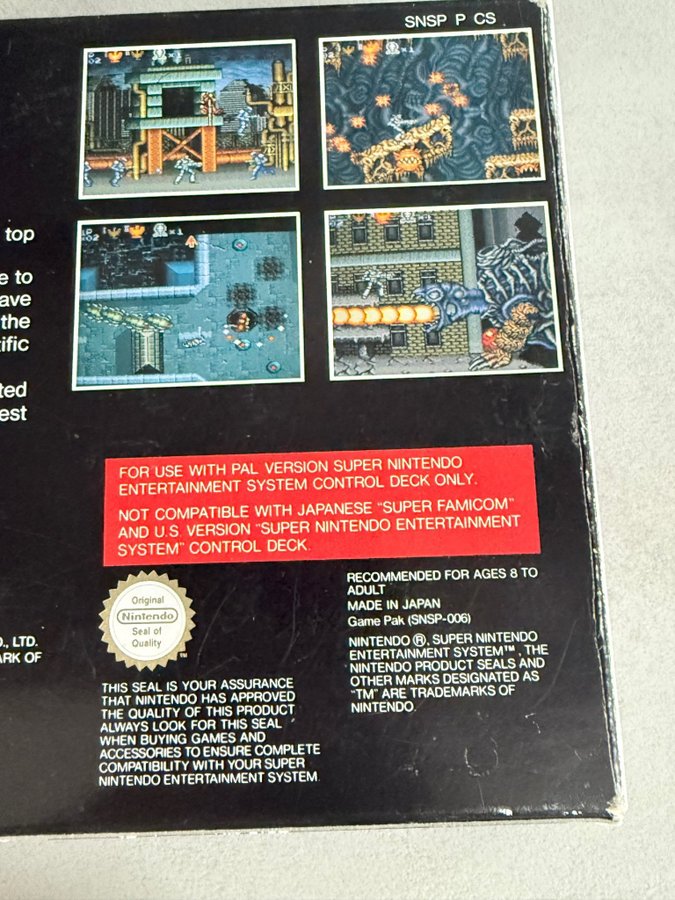 SNSP P CS
top
e to
ave
the
tific
ted
est
FOR USE WITH PAL VERSION SUPER NINTENDO
ENTERTAINMENT SYSTEM CONTROL DECK ONLY.
NOT COMPATIBLE WITH JAPANESE "SUPER FAMICOM"
AND U.S. VERSION "SUPER NINTENDO ENTERTAINMENT
SYSTEM" CONTROL DECK.
Original
Nintendo
Seal of
Quality
TM
O., LTD.
ARK OF
THIS SEAL IS YOUR ASSURANCE
THAT NINTENDO HAS APPROVED
THE QUALITY OF THIS PRODUCT
ALWAYS LOOK FOR THIS SEAL
WHEN BUYING GAMES AND
ACCESSORIES TO ENSURE COMPLETE
COMPATIBILITY WITH YOUR SUPER
NINTENDO ENTERTAINMENT SYSTEM.
RECOMMENDED FOR AGES 8 TO
ADULT
MADE IN JAPAN
Game Pak (SNSP-006)
NINTENDO ®, SUPER NINTENDO
ENTERTAINMENT SYSTEM™, THE
NINTENDO PRODUCT SEALS AND
OTHER MARKS DESIGNATED AS
"TM" ARE TRADEMARKS OF
NINTENDO.